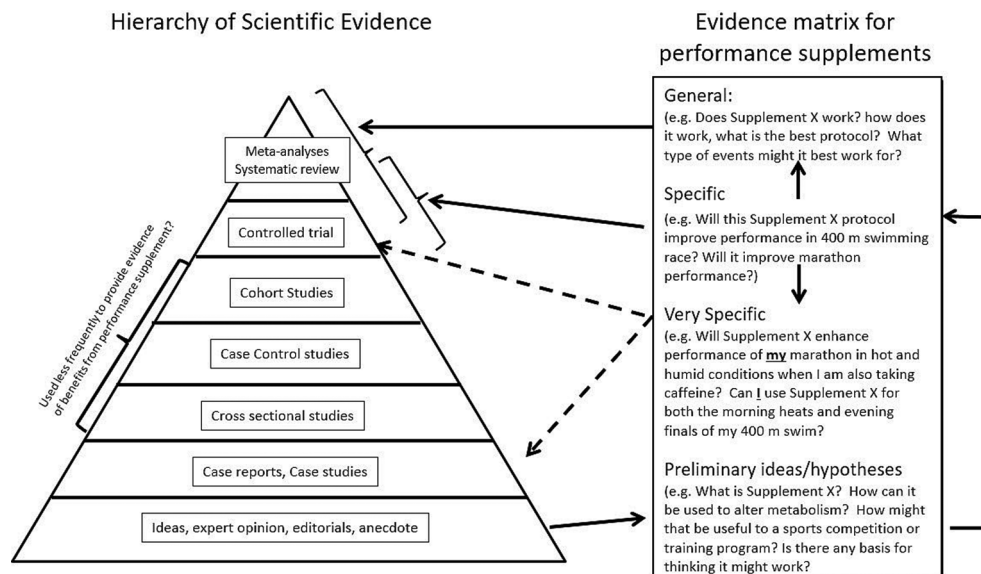 Hierarchy of Scientific Evidence
Evidence matrix for
performance supplements
Meta-analyses
Systematic review
Controlled trial
Cohort Studies
Case Control studies
Cross sectional studies
Case reports, Case studies
Ideas, expert opinion, editorials, anecdote
Used less frequently to provide evidence
of benefits from performance supplement?
General:
(e.g. Does Supplement X work? how does
it work, what is the best protocol? What
type of events might it best work for?
Specific
(e.g. Will this Supplement X protocol
improve performance in 400 m swimming
race? Will it improve marathon
performance?)
Very Specific
(e.g. Will Supplement X enhance
performance of my marathon in hot and
humid conditions when I am also taking
caffeine? Can I use Supplement X for
both the morning heats and evening
finals of my 400 m swim?
Preliminary ideas/hypotheses
(e.g. What is Supplement X? How can it
be used to alter metabolism? How might
that be useful to a sports competition or
training program? Is there any basis for
thinking it might work?